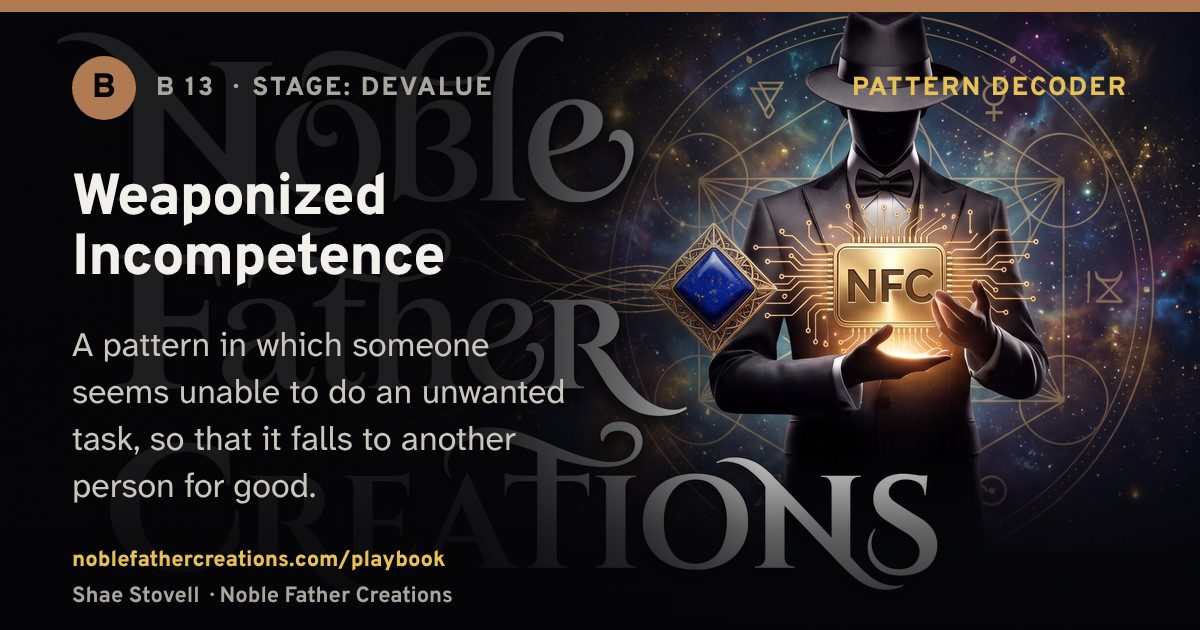 B
B 13 · STAGE: DEVALUE
PATTERN DECODER
Weaponized
Incompetence
A pattern in which someone
seems unable to do an unwanted
task, so that it falls to another
person for good.
noblefathercreations.com/playbook
Shae Stovell · Noble Father Creations
Noble
Father
Creations
NFC